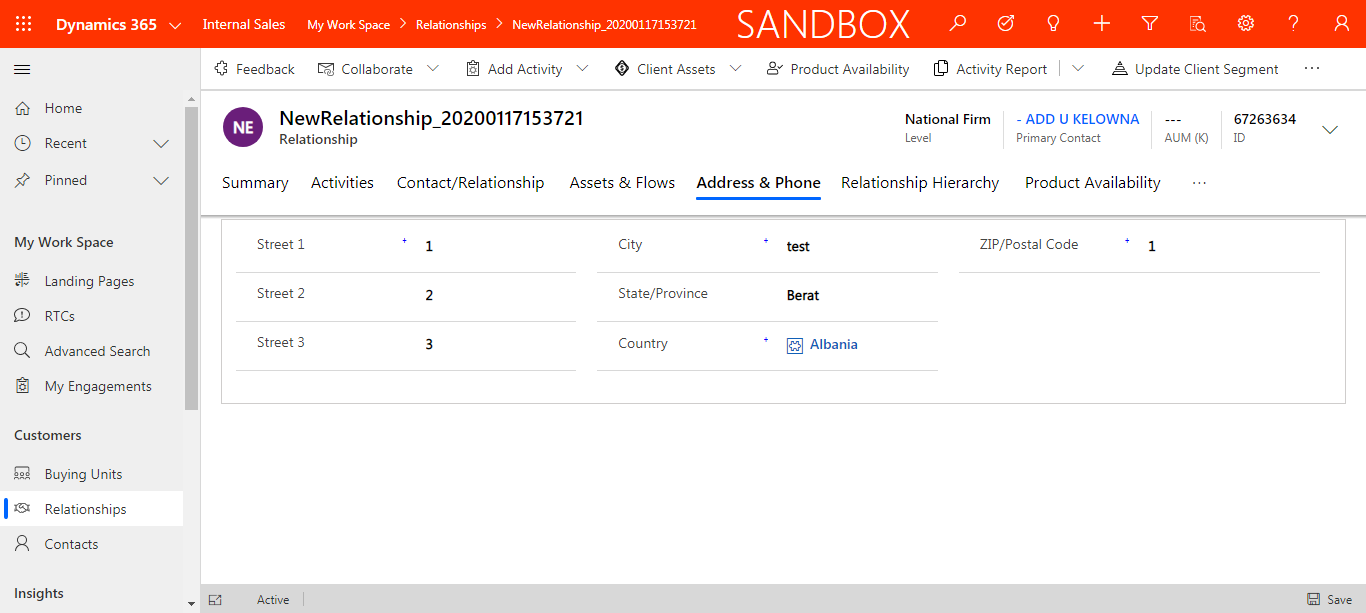 Dynamics 365 Internal Sales My Work Space Relationships NewRelationship_20200117153721 SANDBOX
Feedback Collaborate Add Activity Client Assets Product Availability Activity Report Update Client Segment
Home
Recent
Pinned
My Work Space
Landing Pages
RTCs
Advanced Search
My Engagements
Customers
Buying Units
Relationships
Contacts
Insights
NE
NewRelationship_20200117153721
Relationship
National Firm
Level
- ADD U KELOWNA
Primary Contact
---
AUM (K)
67263634
ID
Summary Activities Contact/Relationship Assets & Flows Address & Phone Relationship Hierarchy Product Availability ...
Street 1 + 1 City + test ZIP/Postal Code + 1
Street 2 2 State/Province Berat
Street 3 3 Country + Albania
Active Save